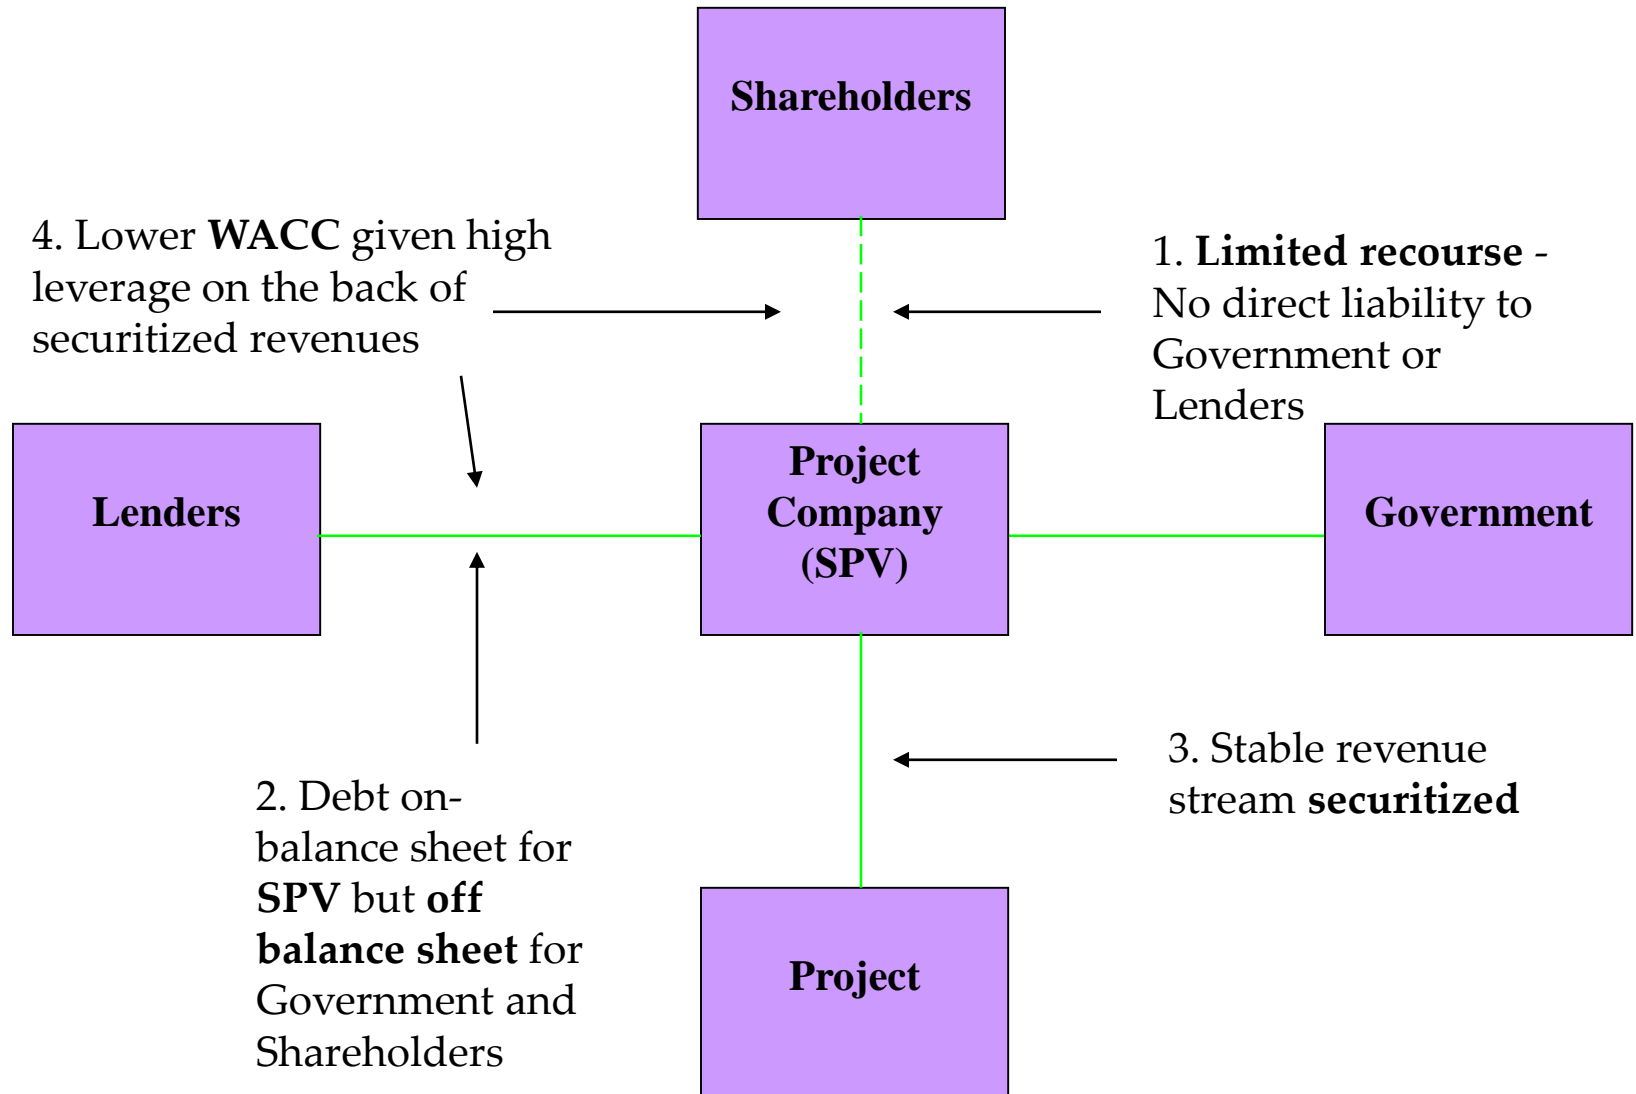 Shareholders
4. Lower WACC given high
leverage on the back of
securitized revenues
1. Limited recourse -
No direct liability to
Government or
Lenders
Lenders
Project
Company
(SPV)
Government
2. Debt on-
balance sheet for
SPV but off
balance sheet for
Government and
Shareholders
3. Stable revenue
stream securitized
Project